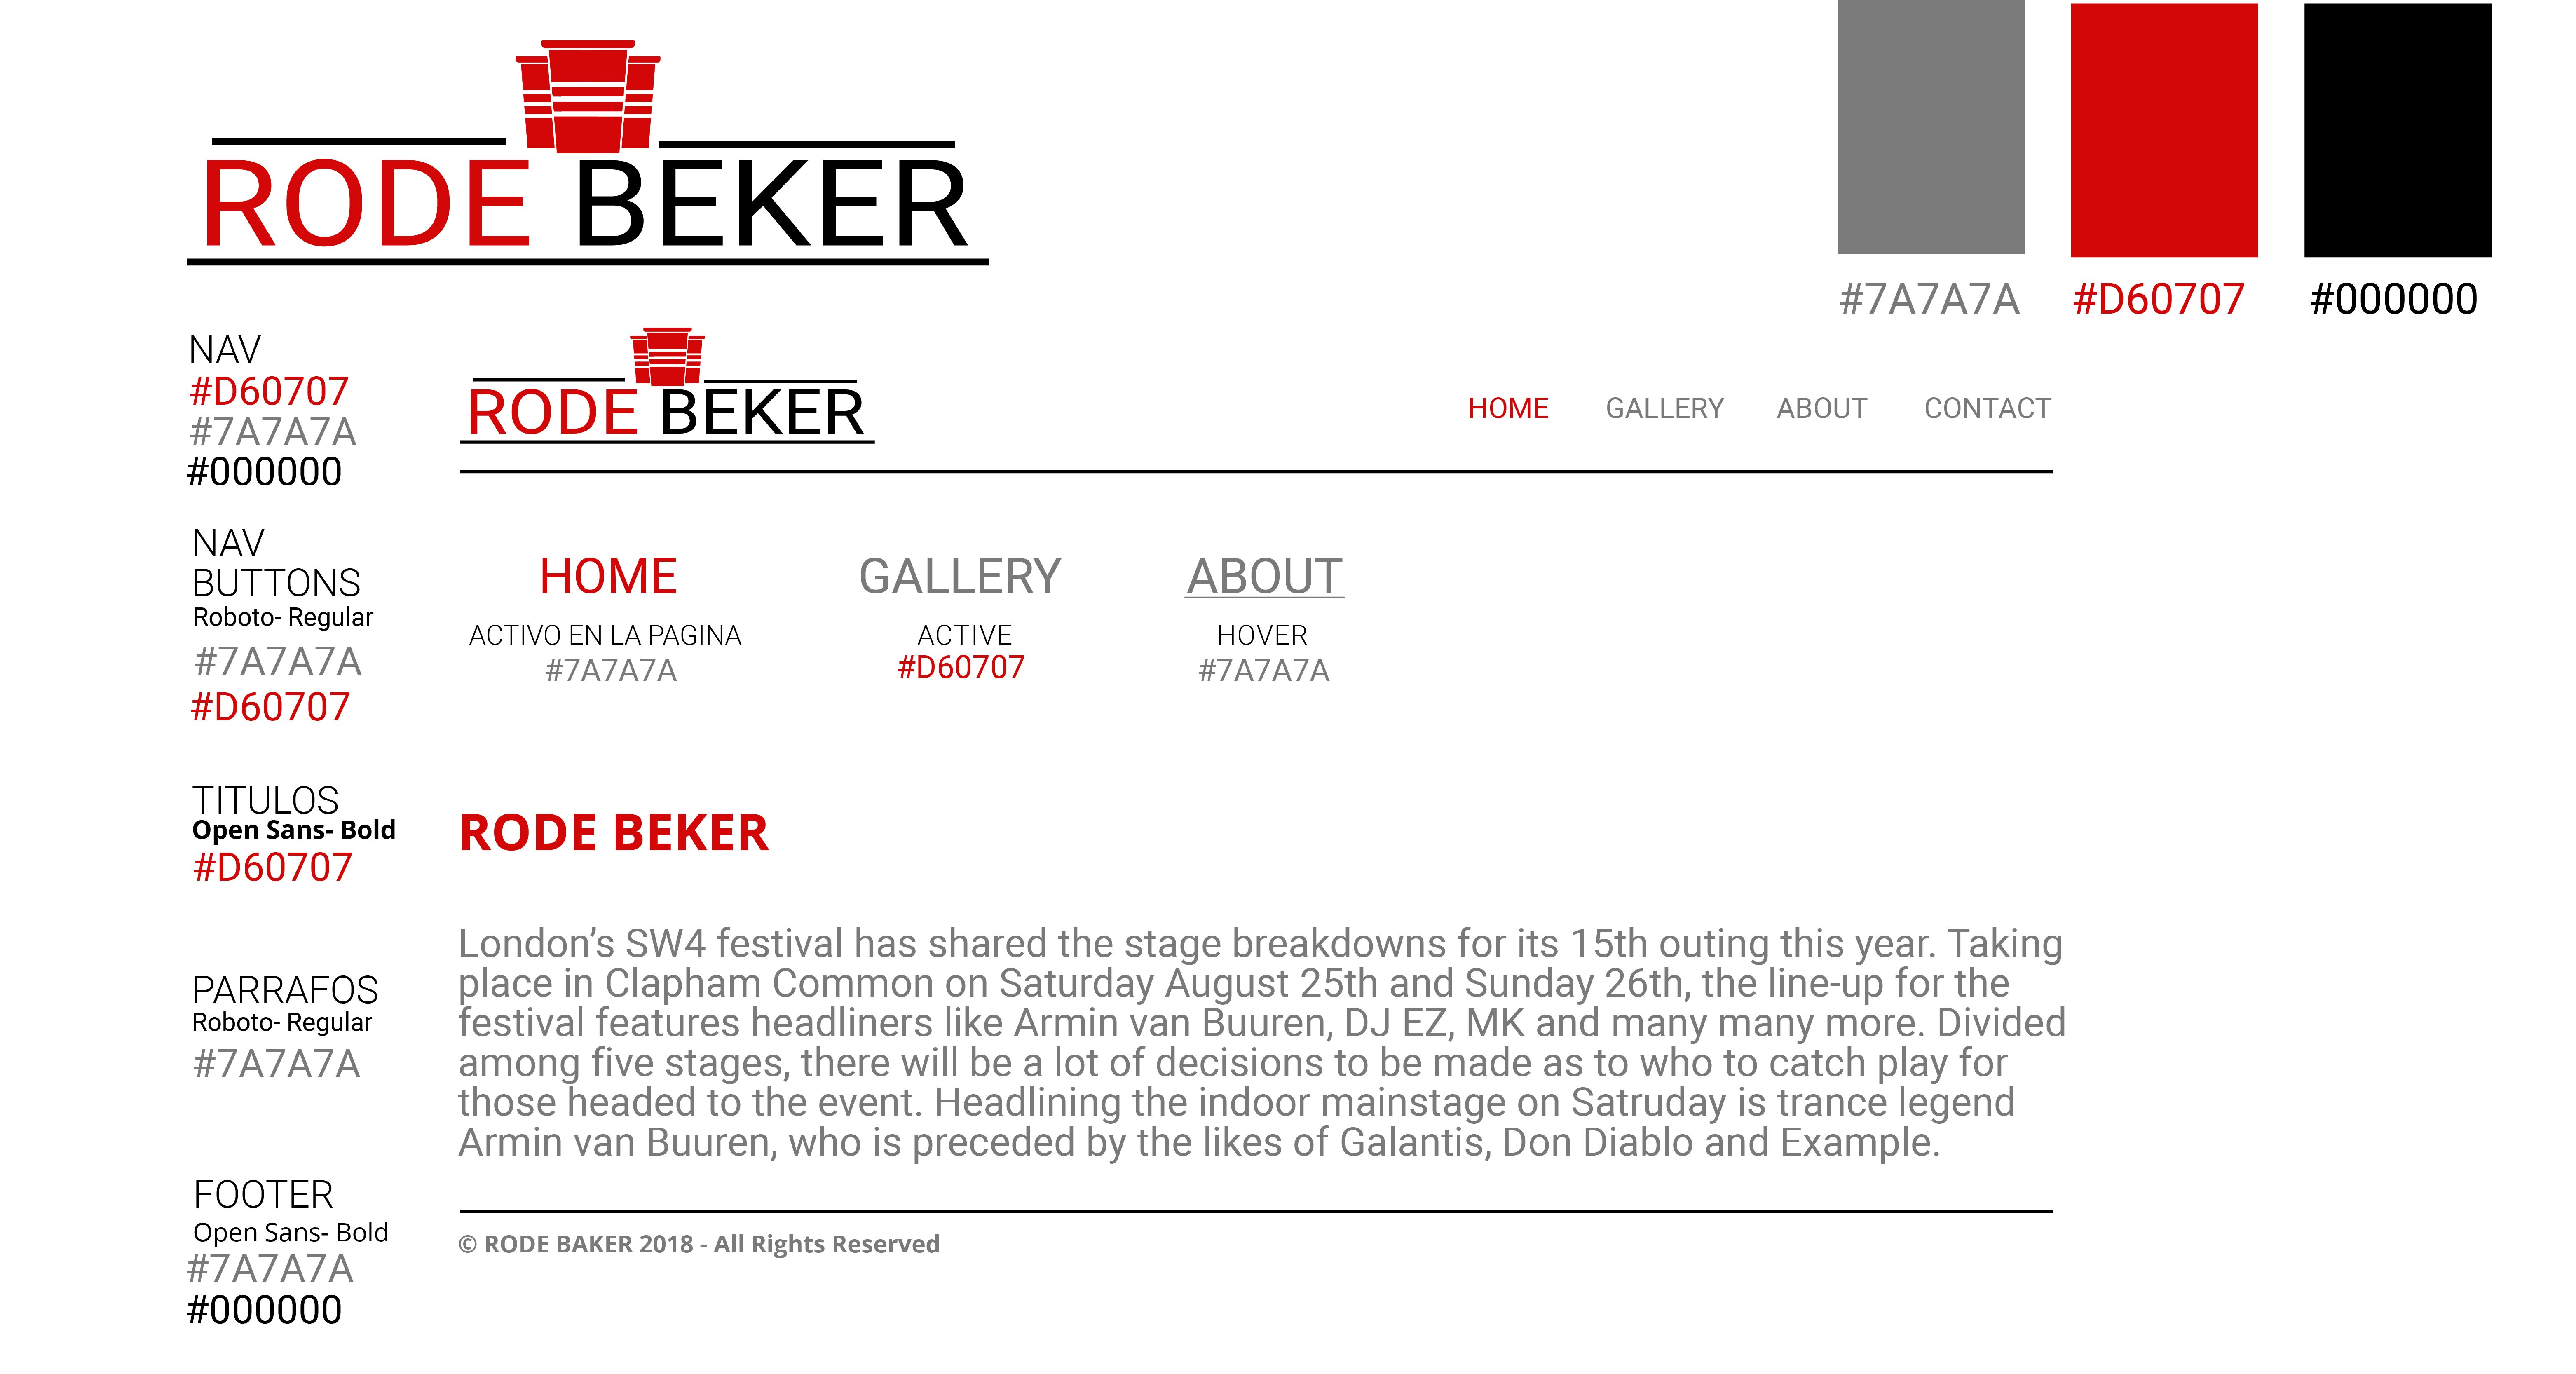 RODE BEKER
#7A7A7A
#D60707
#000000
NAV
#D60707
#7A7A7A
#000000
RODE BEKER
HOME
GALLERY
ABOUT
CONTACT
NAV
BUTTONS
Roboto- Regular
#7A7A7A
#D60707
HOME
ACTIVO EN LA PAGINA
#7A7A7A
GALLERY
ACTIVE
#D60707
ABOUT
HOVER
#7A7A7A
TITULOS
Open Sans- Bold
#D60707
RODE BEKER
PARRAFOS
Roboto- Regular
#7A7A7A
London’s SW4 festival has shared the stage breakdowns for its 15th outing this year. Taking
place in Clapham Common on Saturday August 25th and Sunday 26th, the line-up for the
festival features headliners like Armin van Buuren, DJ EZ, MK and many many more. Divided
among five stages, there will be a lot of decisions to be made as to who to catch play for
those headed to the event. Headlining the indoor mainstage on Satruday is trance legend
Armin van Buuren, who is preceded by the likes of Galantis, Don Diablo and Example.
FOOTER
Open Sans- Bold
#7A7A7A
#000000
© RODE BAKER 2018 - All Rights Reserved